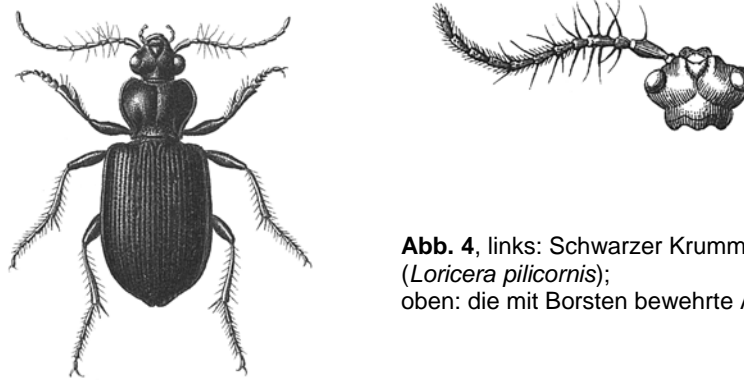 Abb. 4, links: Schwarzer Krumm
(Loricera pilicornis);
oben: die mit Borsten bewehrte